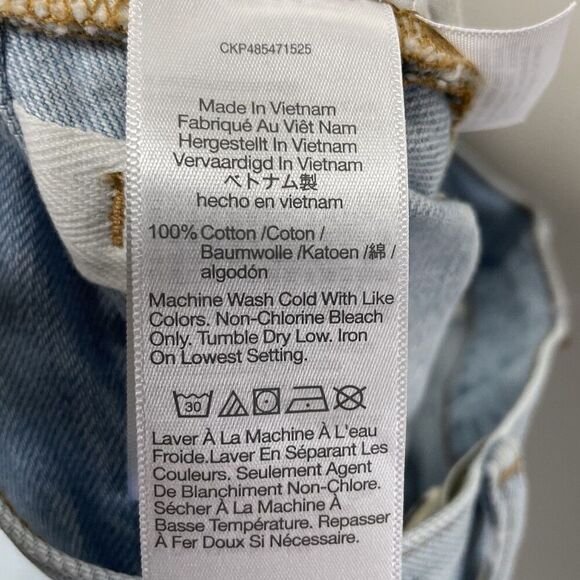 CKP485471525
Made In Vietnam
Fabriqué Au Viêt Nam
Hergestellt In Vietnam
Vervaardigd In Vietnam
ベトナム製
hecho en vietnam
100% Cotton /Coton /
Baumwolle /Katoen /綿 /
algodón
Machine Wash Cold With Like
Colors. Non-Chlorine Bleach
Only. Tumble Dry Low. Iron
On Lowest Setting.
30
Laver À La Machine À L'eau
Froide.Laver En Séparant Les
Couleurs. Seulement Agent
De Blanchiment Non-Chlore.
Sécher À La Machine À
Basse Température. Repasser
À Fer Doux Si Nécessaire.